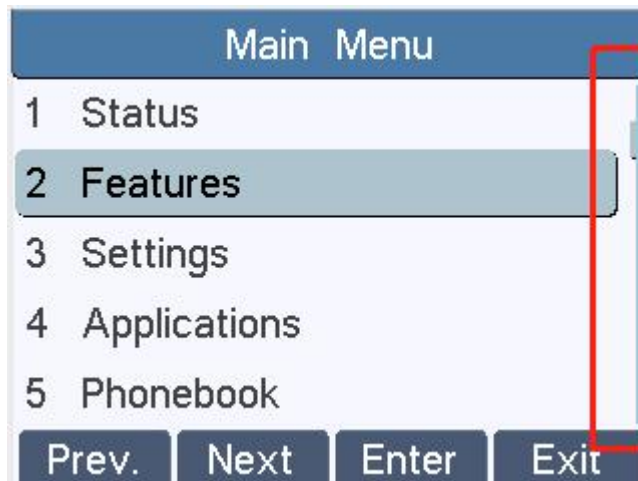 Main Menu
1 Status
2 Features
3 Settings
4 Applications
5 Phonebook
Prev. Next Enter Exit